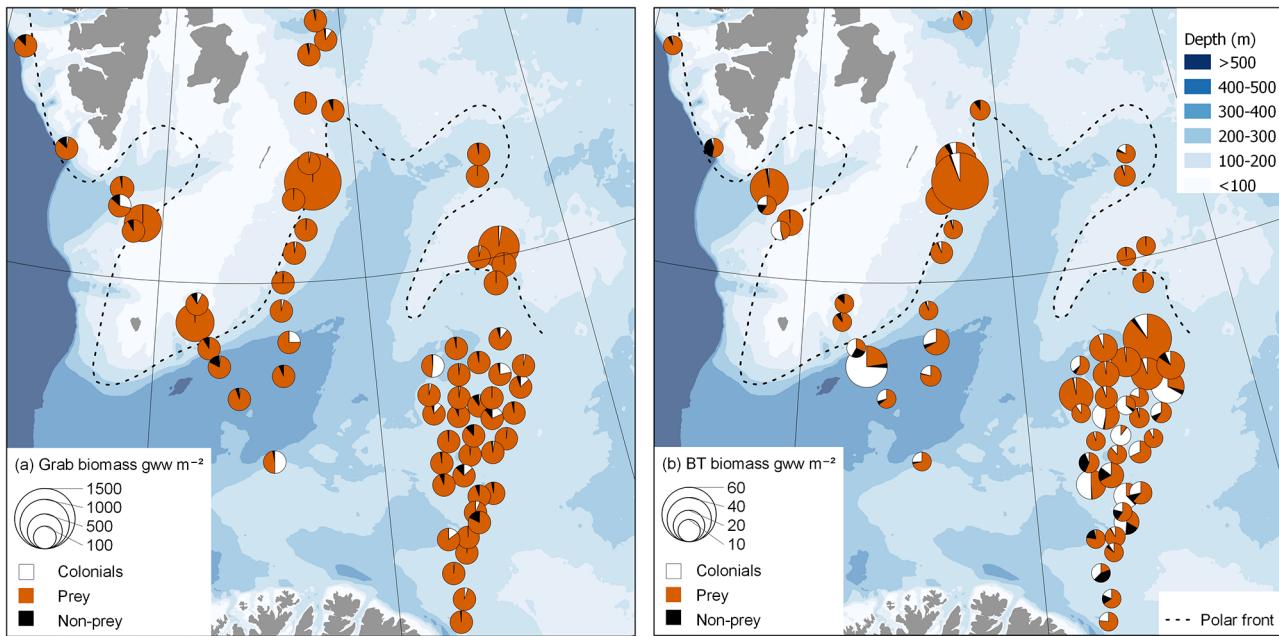 (a) Grab biomass gww m⁻²
1500
1000
500
100
Colonials
Prey
Non-prey
Depth (m)
>500
400-500
300-400
200-300
100-200
<100
(b) BT biomass gww m⁻²
60
40
20
10
Colonials
Prey
Non-prey
Polar front